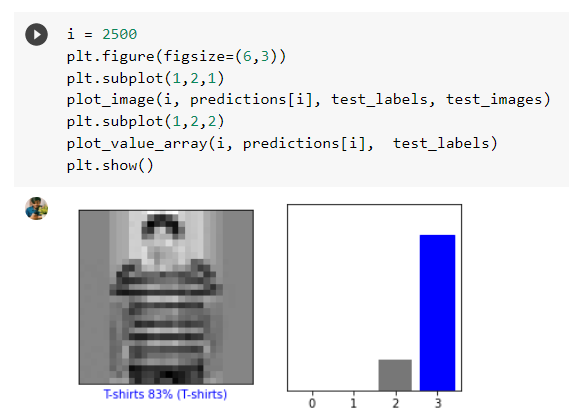 i = 2500
plt.figure(figsize=(6,3))
plt.subplot(1,2,1)
plot_image(i, predictions[i], test_labels, test_images)
plt.subplot(1,2,2)
plot_value_array(i, predictions[i],  test_labels)
plt.show()
T-shirts 83% (T-shirts)
0 1 2 3